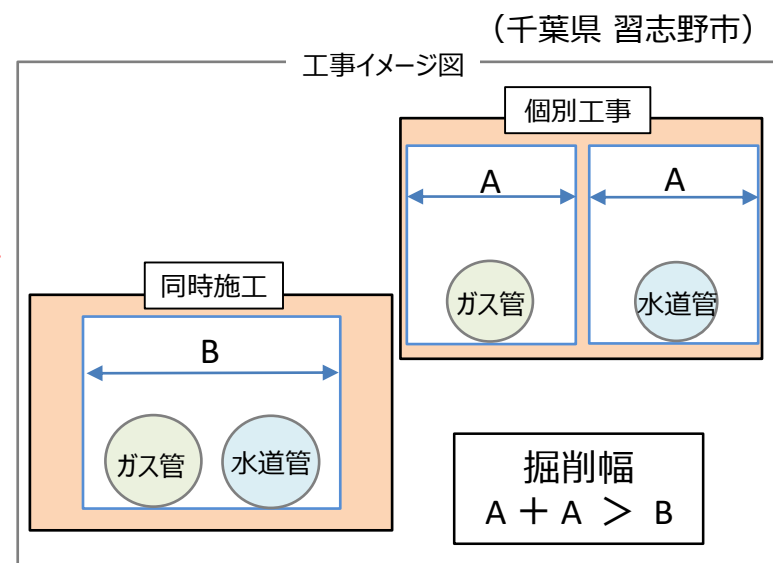 （千葉県 習志野市）
工事イメージ図
個別工事
A
A
ガス管
水道管
同時施工
B
ガス管
水道管
掘削幅
A ＋ A ＞ B